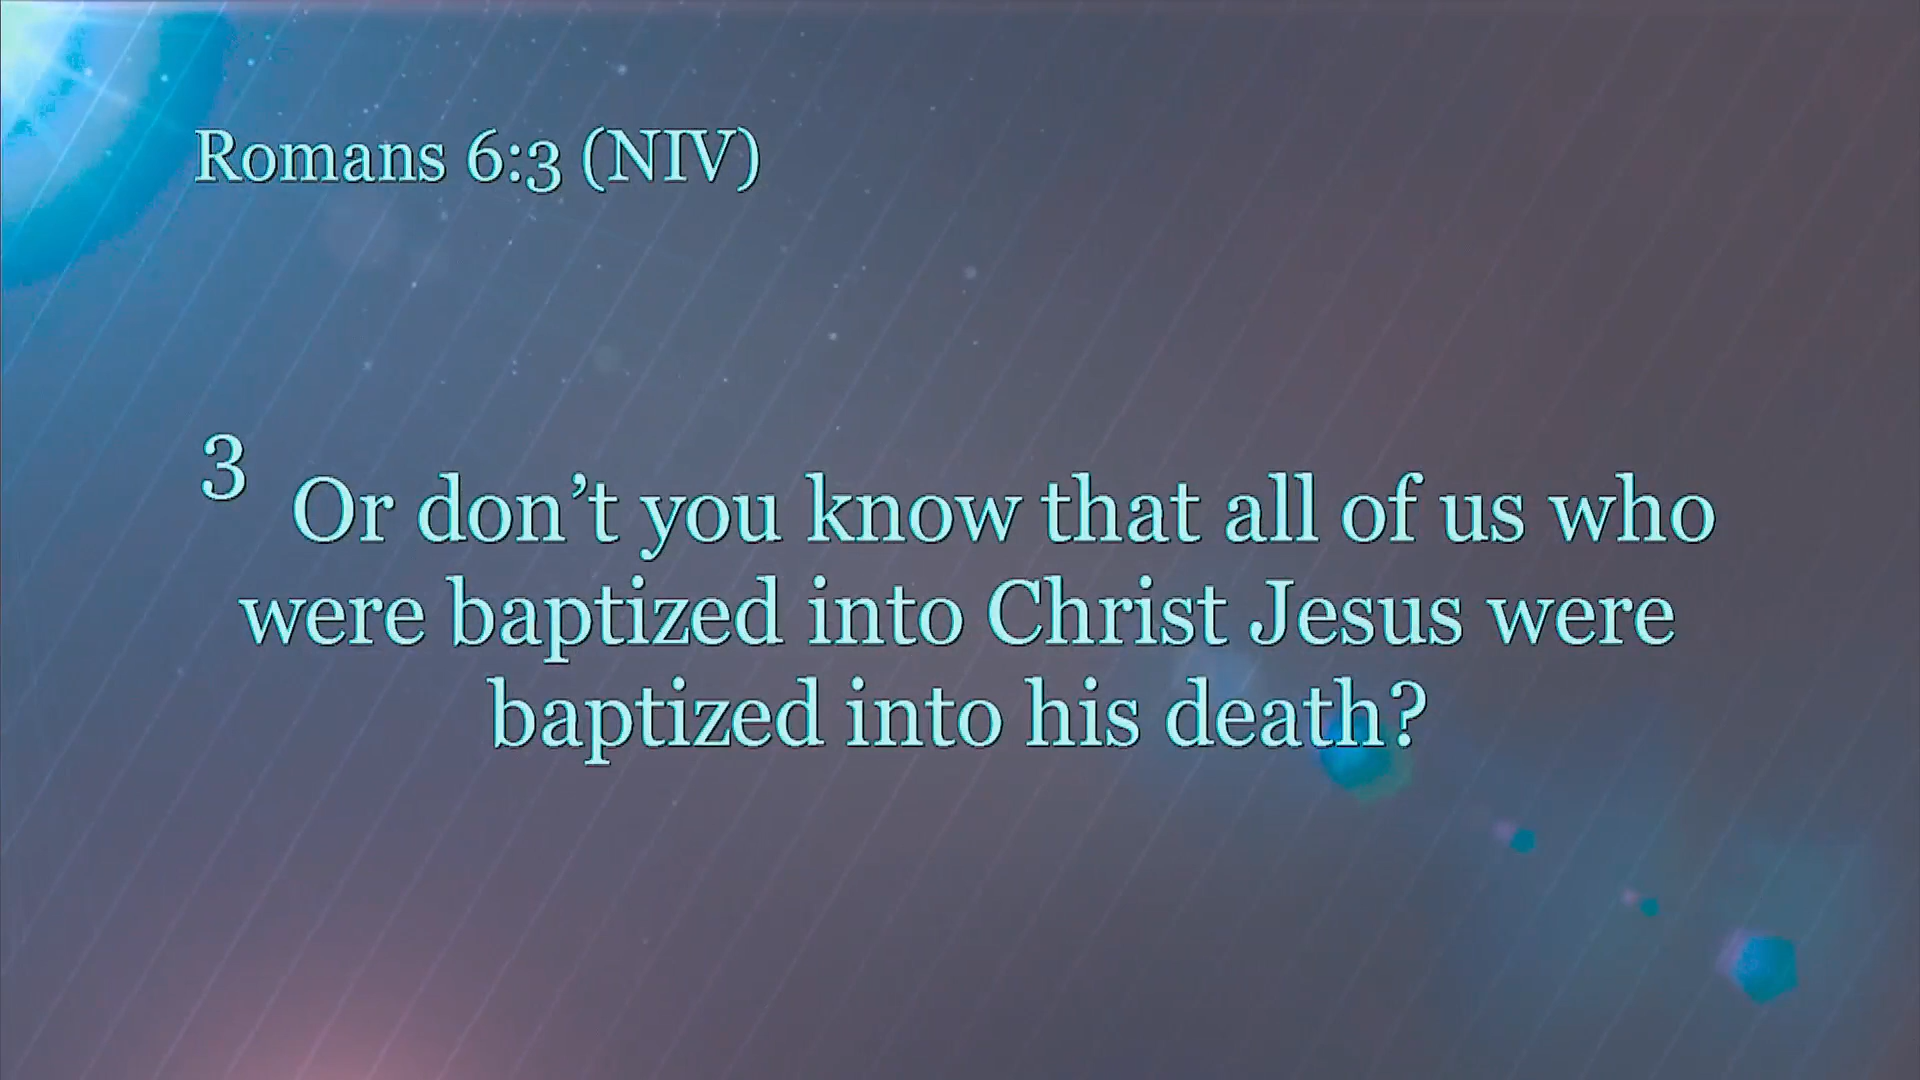 Romans 6:3 (NIV)
3 Or don’t you know that all of us who
were baptized into Christ Jesus were
baptized into his death?